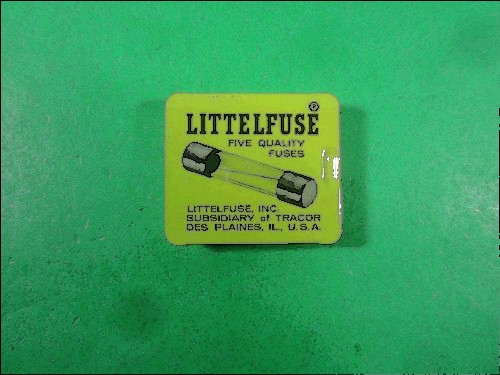 LITTELFUSE ®
FIVE QUALITY
FUSES
LITTELFUSE, INC.
SUBSIDIARY of TRACOR
DES PLAINES, IL., U.S.A.